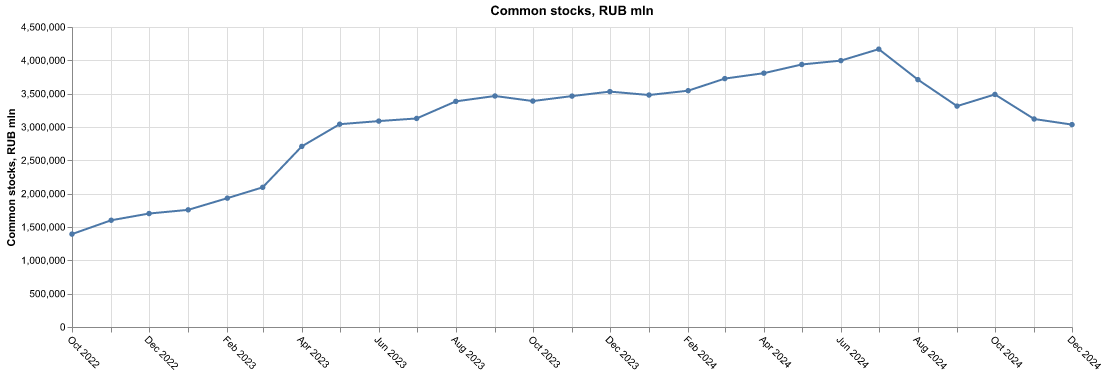 Common stocks, RUB mln
Common stocks, RUB mln
4,500,000
4,000,000
3,500,000
3,000,000
2,500,000
2,000,000
1,500,000
1,000,000
500,000
0
Oct 2022
Dec 2022
Feb 2023
Apr 2023
Jun 2023
Aug 2023
Oct 2023
Dec 2023
Feb 2024
Apr 2024
Jun 2024
Aug 2024
Oct 2024
Dec 2024